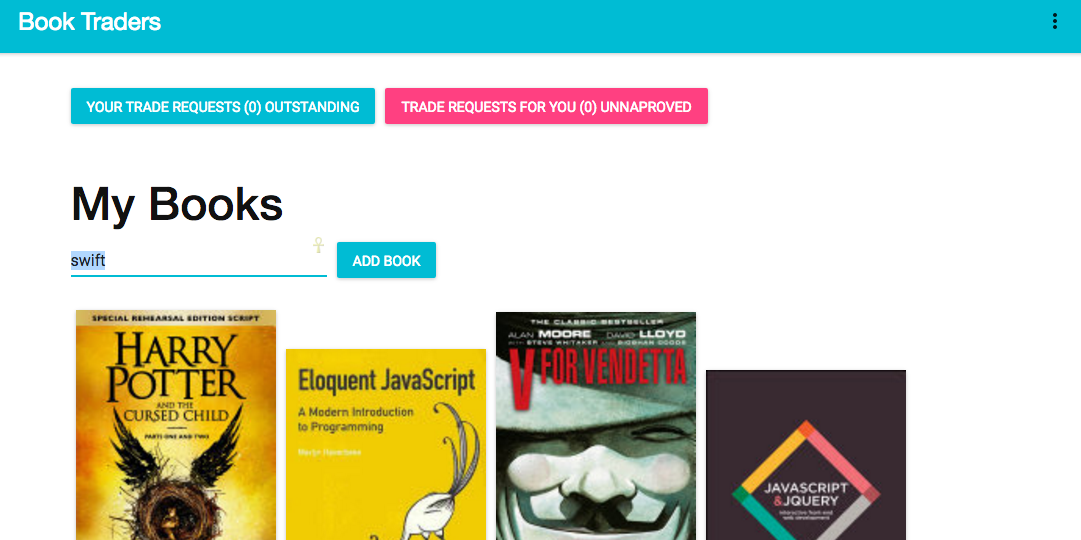 Book Traders
YOUR TRADE REQUESTS (0) OUTSTANDING
TRADE REQUESTS FOR YOU (0) UNNAPROVED
My Books
swift
ADD BOOK
SPECIAL REHEARSAL EDITION SCRIPT
HARRY
POTTER
AND THE
CURSED CHILD
PARTS ONE AND TWO
Eloquent JavaScript
A Modern Introduction
to Programming
Marijn Haverbeke
THE CLASSIC BESTSELLER
ALAN MOORE DAVID LLOYD
WITH STEVE WHITAKER AND SIOBHAN DODDS
V FOR VENDETTA
JAVASCRIPT
&JQUERY
interactive front-end
web development